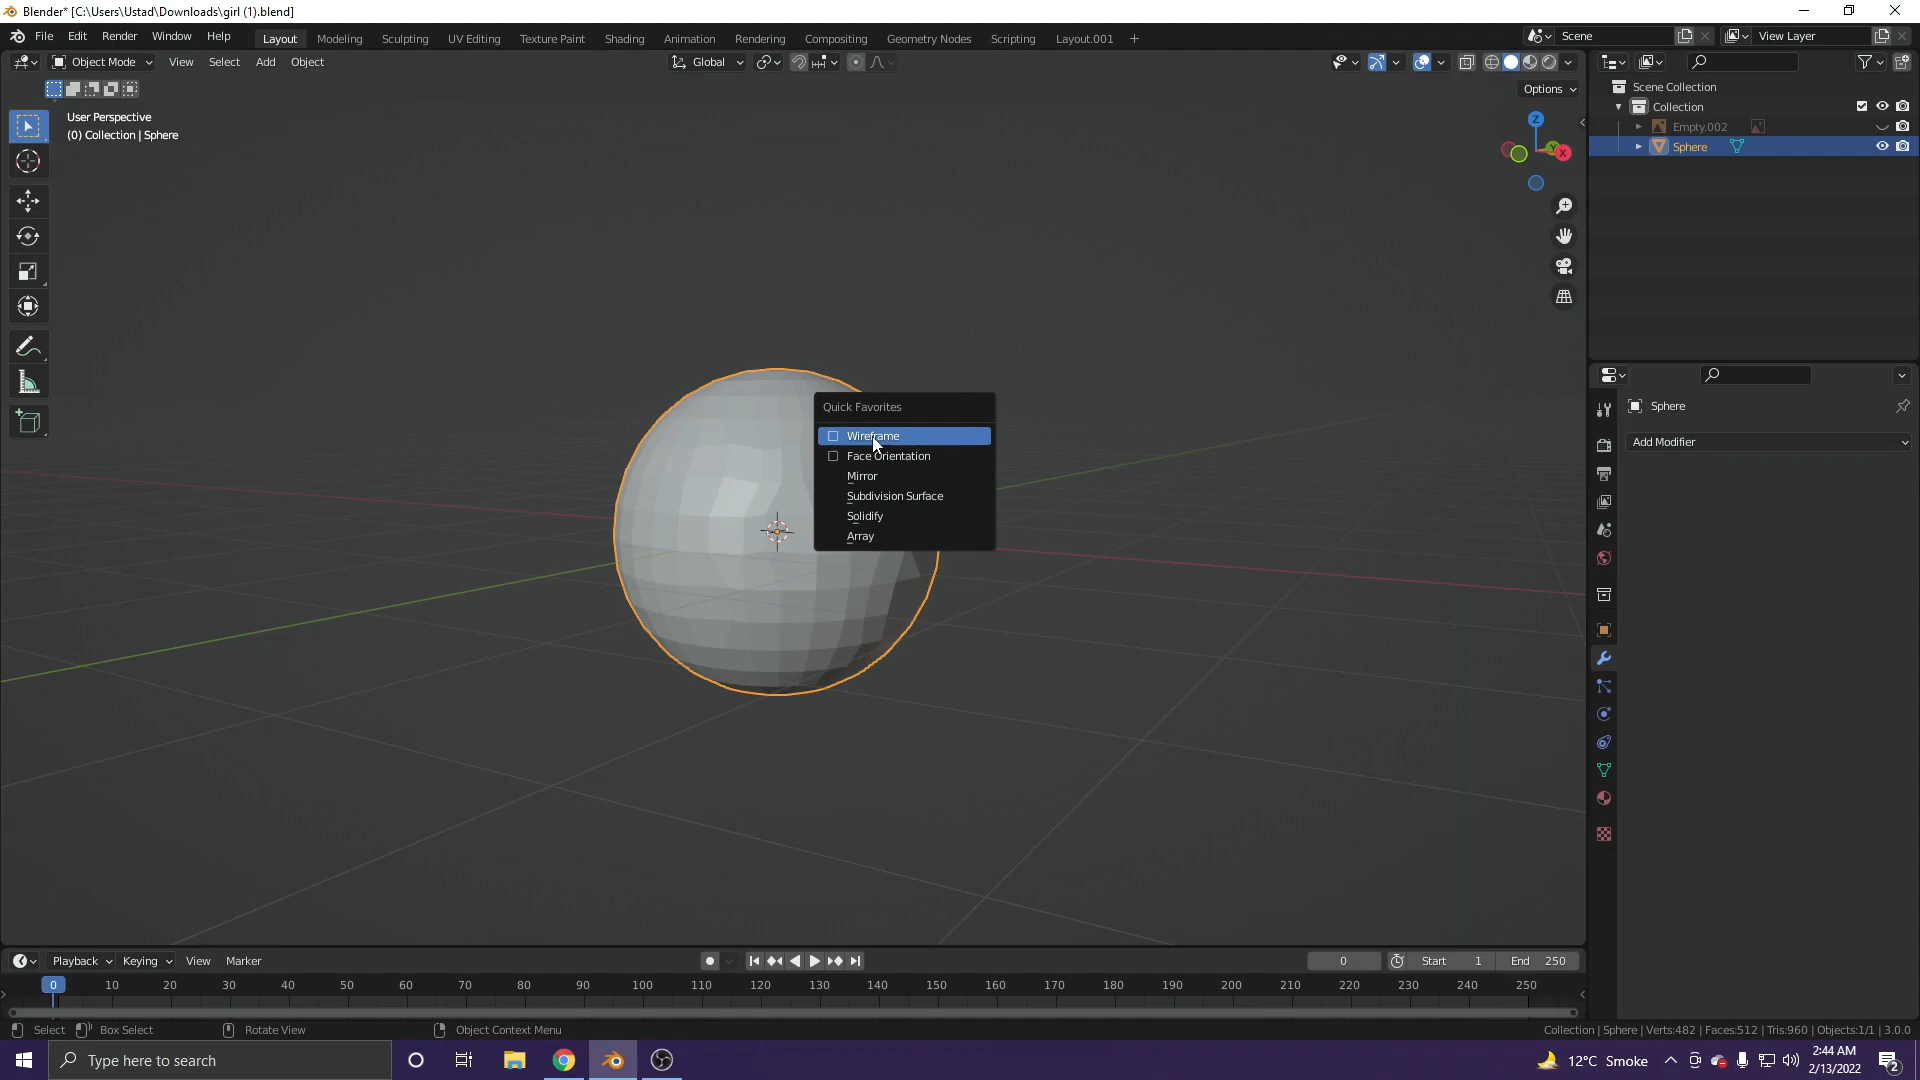 Blender* [C:\Users\Ustad\Downloads\girl (1).blend]
File Edit Render Window Help Layout Modeling Sculpting UV Editing Texture Paint Shading Animation Rendering Compositing Geometry Nodes Scripting Layout.001 + Scene View Layer
Object Mode View Select Add Object Global
Options
User Perspective
(0) Collection | Sphere
Z
Y
X
Scene Collection
Collection
Empty.002
Sphere
Quick Favorites
Wireframe
Face Orientation
Mirror
Subdivision Surface
Solidify
Array
Sphere
Add Modifier
Playback Keying View Marker 0 Start 1 End 250
0 10 20 30 40 50 60 70 80 90 100 110 120 130 140 150 160 170 180 190 200 210 220 230 240 250
Select Box Select Rotate View Object Context Menu Collection | Sphere | Verts:482 | Faces:512 | Tris:960 | Objects:1/1 | 3.0.0
Type here to search 12°C Smoke 2:44 AM
2/13/2022
2